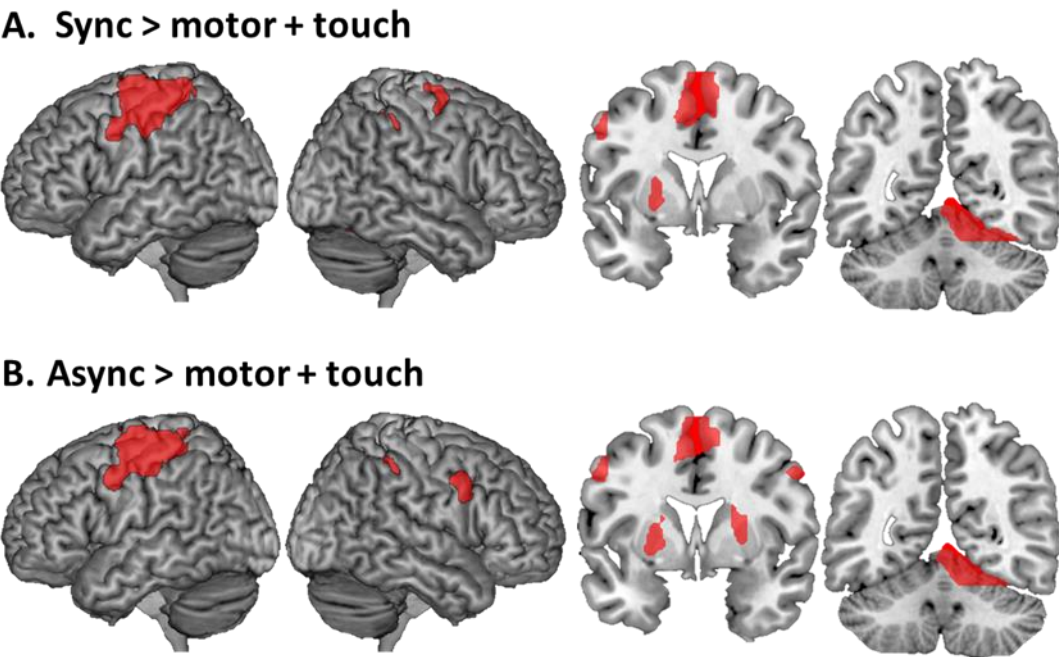 A. Sync > motor + touch
B. Async > motor + touch